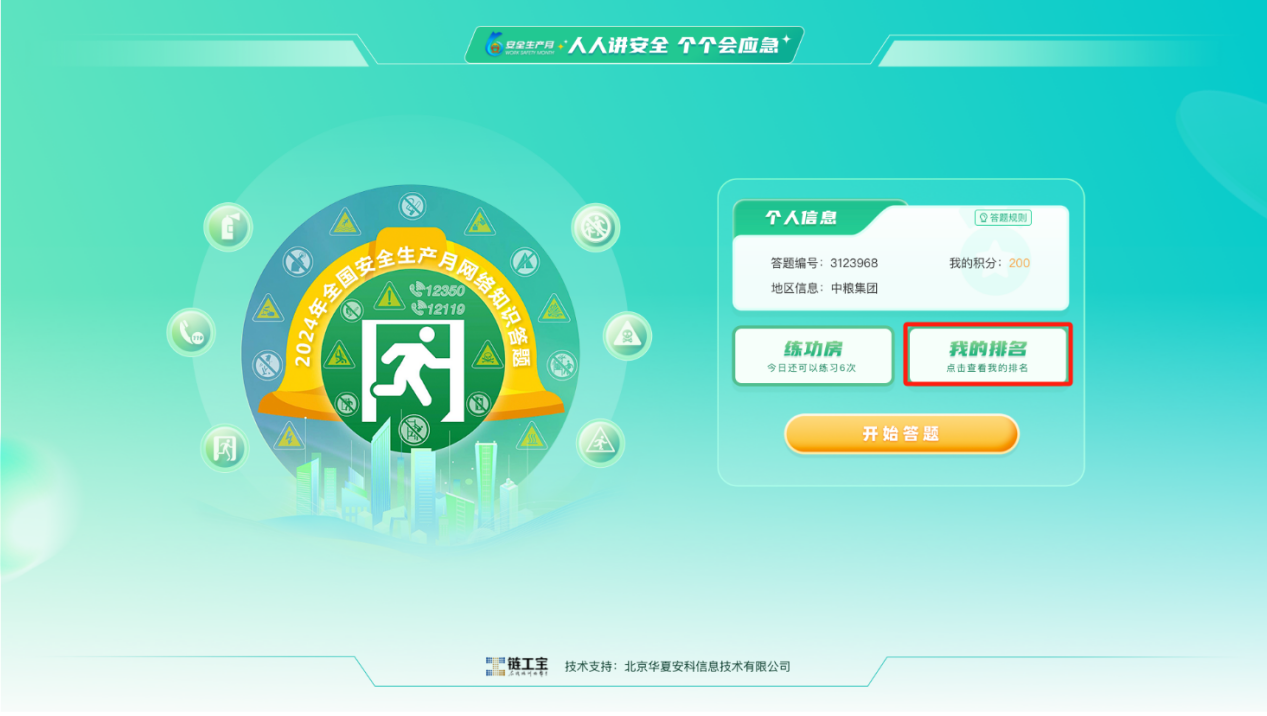 安全生产月
WORK SAFETY MONTH
人人讲安全 个个会应急
2024年全国安全生产月网络知识答题
12350
12119
个人信息
答题规则
答题编号：3123968
我的积分：200
地区信息：中粮集团
练功房
今日还可以练习6次
我的排名
点击查看我的排名
开始答题
链工宝
技术支持：北京华夏安科信息技术有限公司